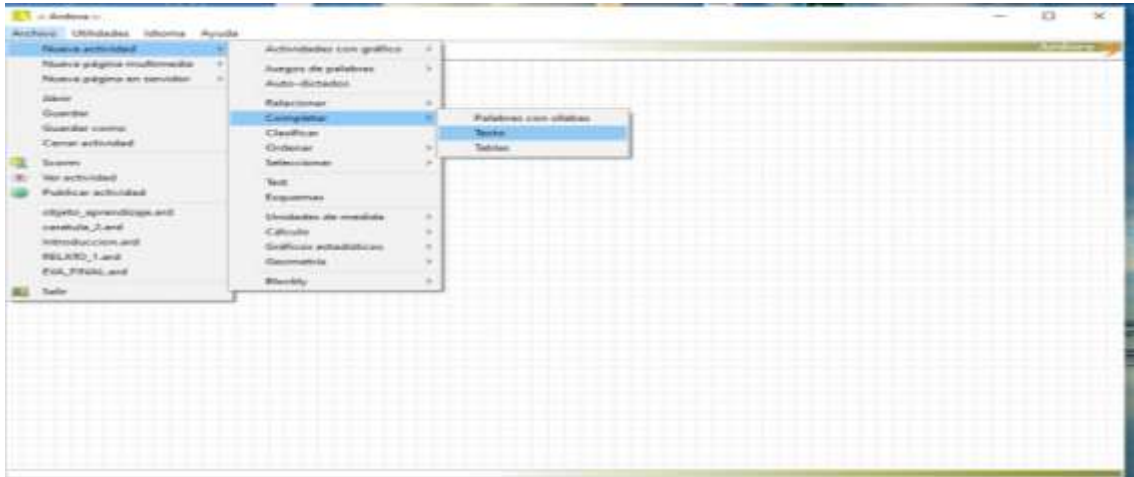 .: Ardora :.
Archivo Utilidades Idioma Ayuda
Ardora
Nueva actividad
Nueva página multimedia
Nueva página en servidor
Abrir
Guardar
Guardar como
Cerrar actividad
Scorm
Ver actividad
Publicar actividad
objeto_aprendizaje.ard
caratula_2.ard
introduccion.ard
RELATO_1.ard
EVA_FINAL.ard
Salir
Actividades con gráfico
Juegos de palabras
Auto-dictados
Relacionar
Completar
Clasificar
Ordenar
Seleccionar
Test
Esquemas
Unidades de medida
Cálculo
Gráficos estadísticos
Geometría
Blockly
Palabras con sílabas
Texto
Tablas